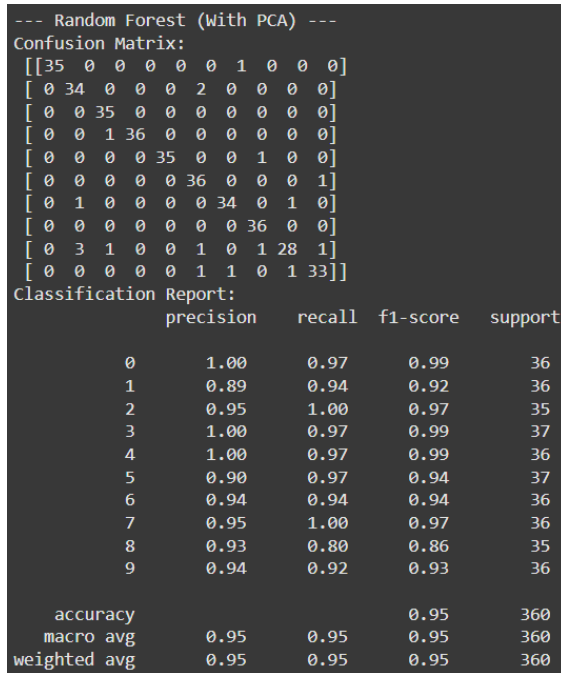 --- Random Forest (With PCA) ---
Confusion Matrix:
[[35 0 0 0 0 0 1 0 0 0]
[ 0 34 0 0 0 2 0 0 0 0]
[ 0 0 35 0 0 0 0 0 0 0]
[ 0 0 1 36 0 0 0 0 0 0]
[ 0 0 0 0 35 0 0 1 0 0]
[ 0 0 0 0 0 36 0 0 0 1]
[ 0 1 0 0 0 0 34 0 1 0]
[ 0 0 0 0 0 0 0 36 0 0]
[ 0 3 1 0 0 1 0 1 28 1]
[ 0 0 0 0 0 1 1 0 1 33]]
Classification Report:
precision recall f1-score support
0 1.00 0.97 0.99 36
1 0.89 0.94 0.92 36
2 0.95 1.00 0.97 35
3 1.00 0.97 0.99 37
4 1.00 0.97 0.99 36
5 0.90 0.97 0.94 37
6 0.94 0.94 0.94 36
7 0.95 1.00 0.97 36
8 0.93 0.80 0.86 35
9 0.94 0.92 0.93 36
accuracy 0.95 360
macro avg 0.95 0.95 0.95 360
weighted avg 0.95 0.95 0.95 360